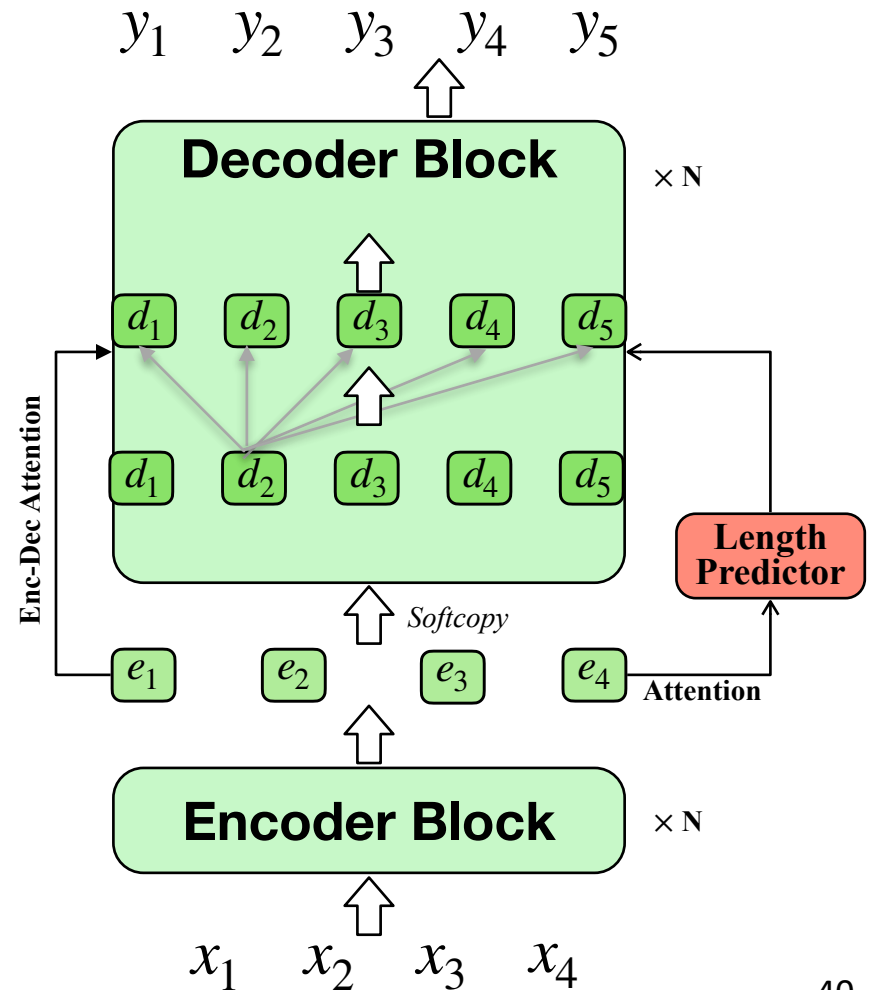 y₁ y₂ y₃ y₄ y₅
Decoder Block
× N
d₁ d₂ d₃ d₄ d₅
d₁ d₂ d₃ d₄ d₅
Enc-Dec Attention
Length
Predictor
Softcopy
e₁ e₂ e₃ e₄
Attention
Encoder Block
× N
x₁ x₂ x₃ x₄